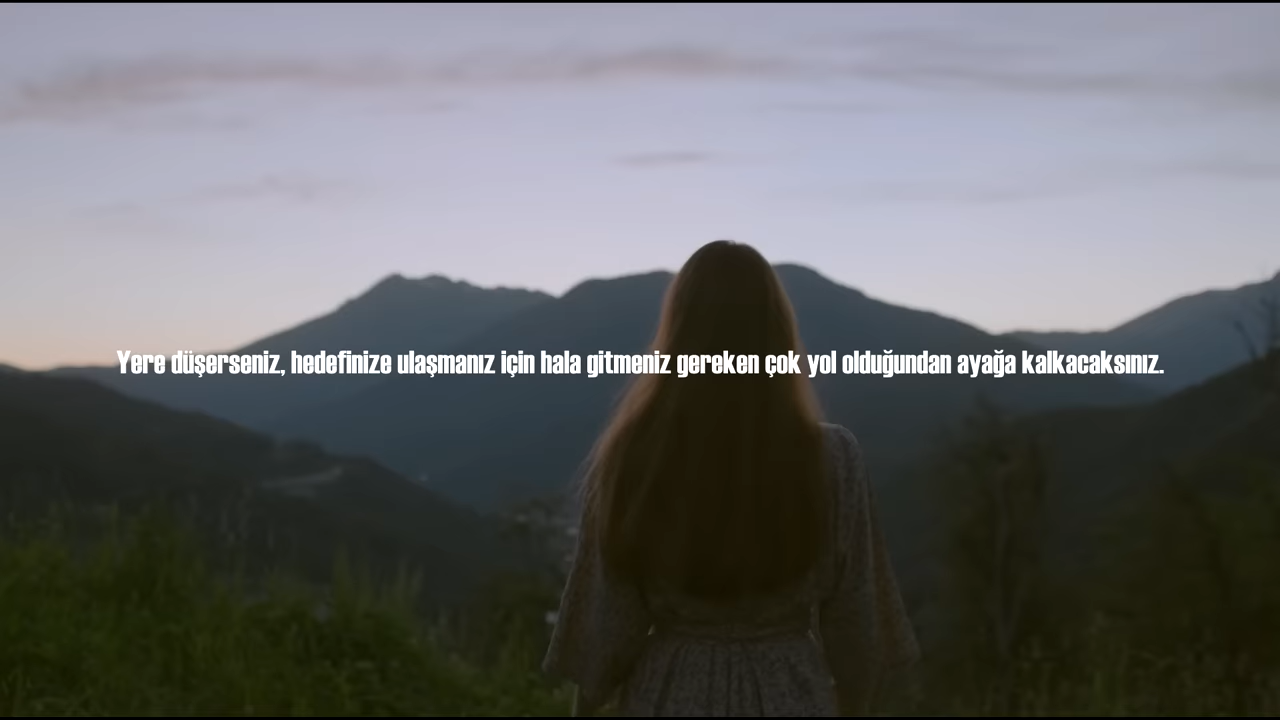 Yere düşerseniz, hedefinize ulaşmanız için hala gitmeniz gereken çok yol olduğundan ayağa kalkacaksınız.